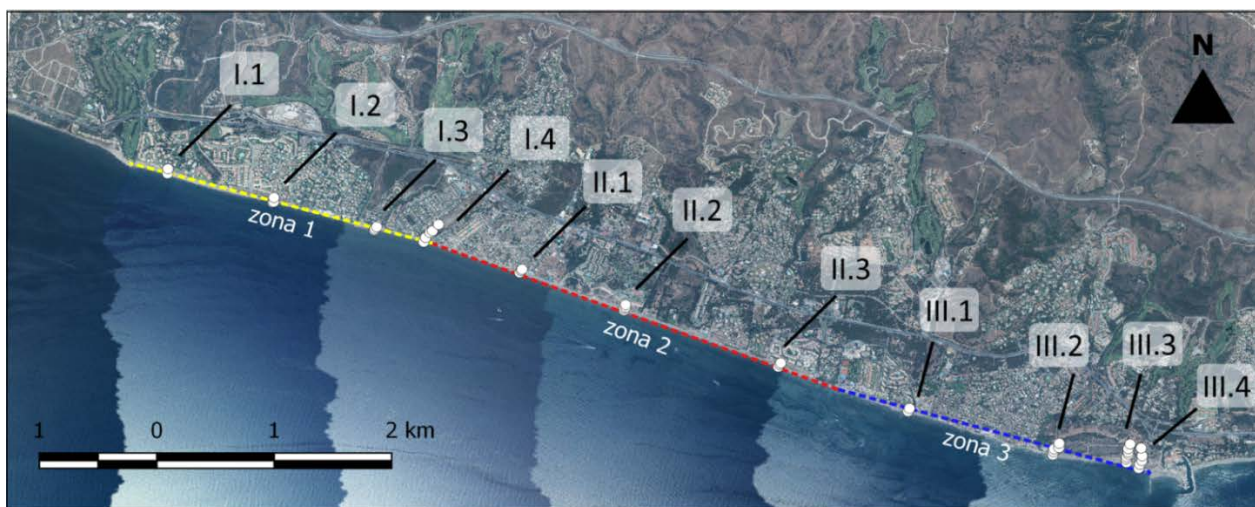 N
I.1
I.2
I.3
I.4
II.1
II.2
II.3
III.1
III.2
III.3
III.4
zona 1
zona 2
zona 3
1 0 1 2 km